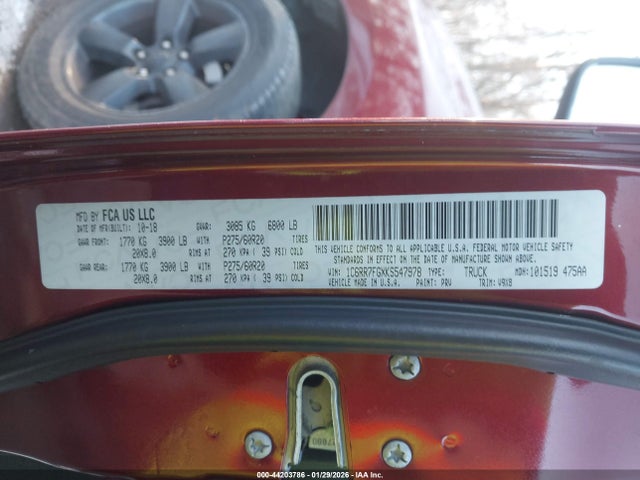 MFD BY FCA US LLC
DATE OF MFR(BUILT): 10-18 GVWR: 3085 KG 6800 LB
GAWR FRONT: 1770 KG 3900 LB WITH P275/60R20 TIRES
20X8.0 RIMS AT 270 KPA ( 39 PSI) COLD
GAWR REAR: 1770 KG 3900 LB WITH P275/60R20 TIRES
20X8.0 RIMS AT 270 KPA ( 39 PSI) COLD
THIS VEHICLE CONFORMS TO ALL APPLICABLE U.S.A. FEDERAL MOTOR VEHICLE SAFETY
STANDARDS IN EFFECT ON THE DATE OF MANUFACTURE SHOWN ABOVE.
VIN: 1C6RR7FGXKS547978 TYPE: TRUCK MDH: 101519 475AA
VEHICLE MADE IN U.S.A. PAINT: PRV TRIM: V9X8
000-44203786 01/29/2026 IAA Inc.